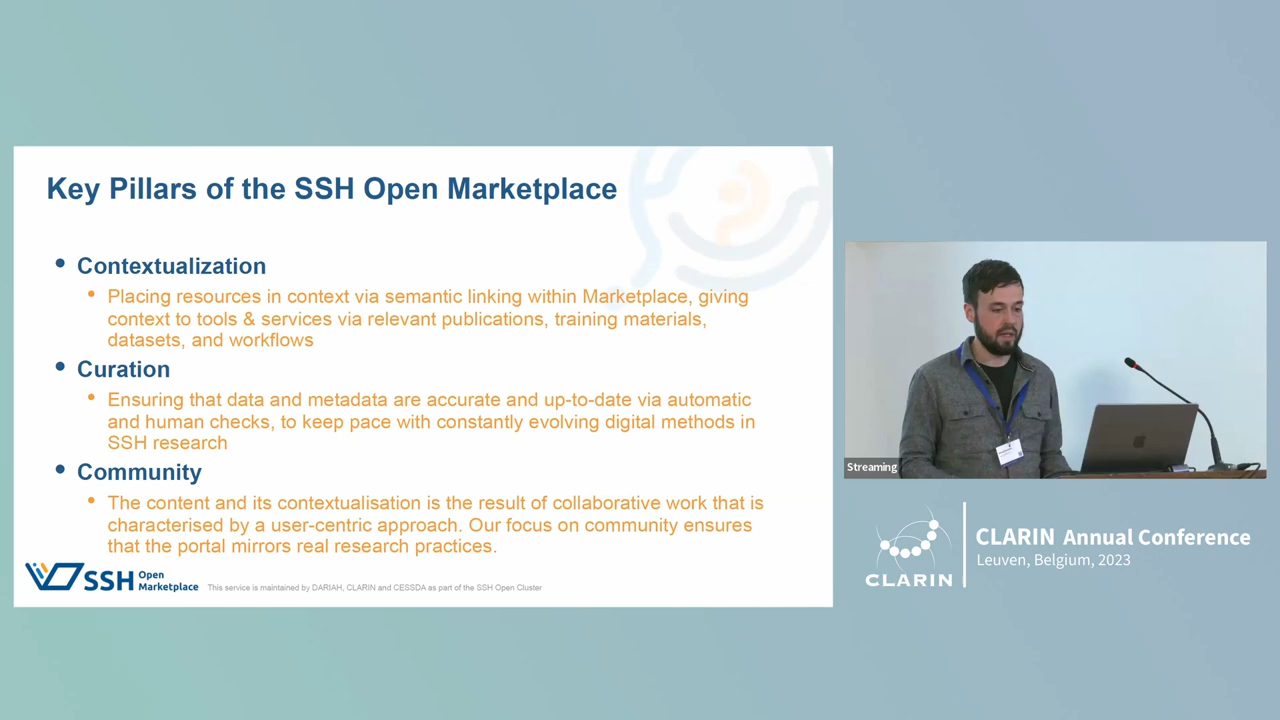 Key Pillars of the SSH Open Marketplace
• Contextualization
• Placing resources in context via semantic linking within Marketplace, giving
context to tools & services via relevant publications, training materials,
datasets, and workflows
• Curation
• Ensuring that data and metadata are accurate and up-to-date via automatic
and human checks, to keep pace with constantly evolving digital methods in
SSH research
• Community
• The content and its contextualisation is the result of collaborative work that is
characterised by a user-centric approach. Our focus on community ensures
that the portal mirrors real research practices.
SSH Open
Marketplace
This service is maintained by DARIAH, CLARIN and CESSDA as part of the SSH Open Cluster
Streaming
CLARIN
CLARIN Annual Conference
Leuven, Belgium, 2023